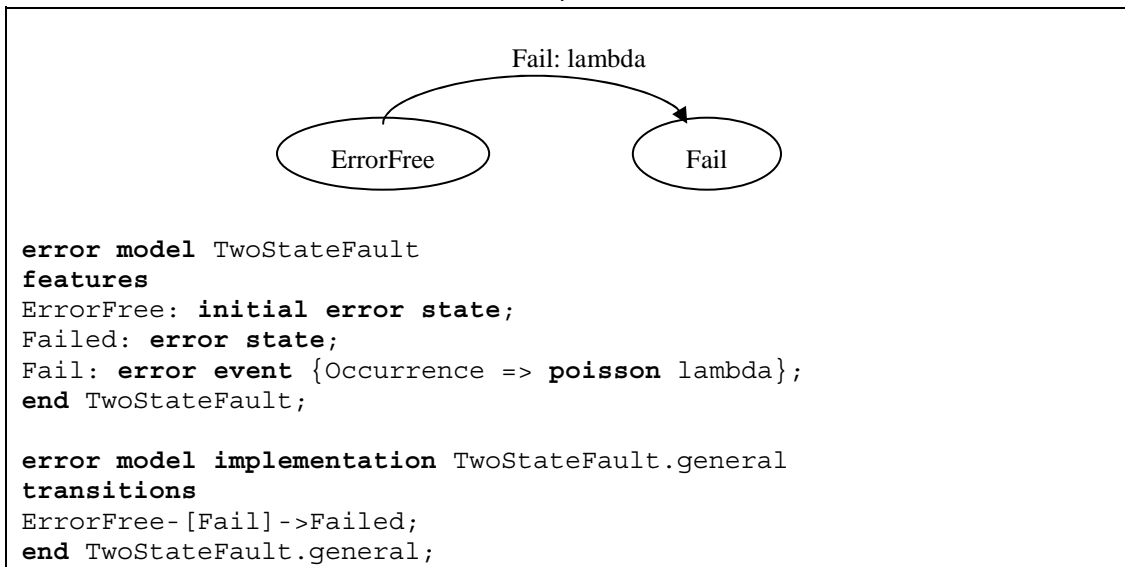 Fail: lambda
ErrorFree Fail
error model TwoStateFault
features
ErrorFree: initial error state;
Failed: error state;
Fail: error event {Occurrence => poisson lambda};
end TwoStateFault;
error model implementation TwoStateFault.general
transitions
ErrorFree-[Fail]->Failed;
end TwoStateFault.general;